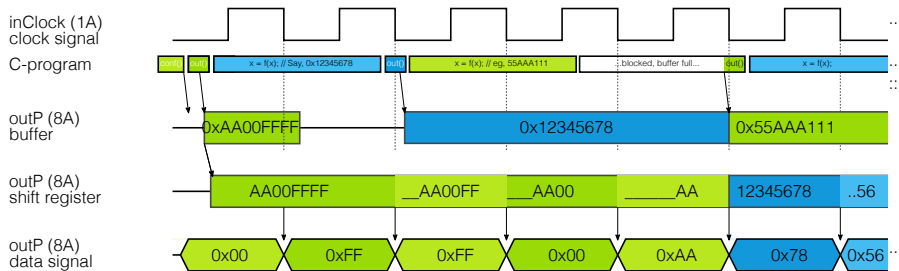 inClock (1A)
clock signal
..
C-program
conf()
out()
x = f(x); // Say, 0x12345678
out()
x = f(x); // eg, 55AAA111
...blocked, buffer full...
out()
x = f(x);
..
::
outP (8A)
buffer
0xAA00FFFF
0x12345678
0x55AAA111
outP (8A)
shift register
AA00FFFF
__AA00FF
____AA00
______AA
12345678
..56
..
outP (8A)
data signal
0x00
0xFF
0xFF
0x00
0xAA
0x78
0x56
..